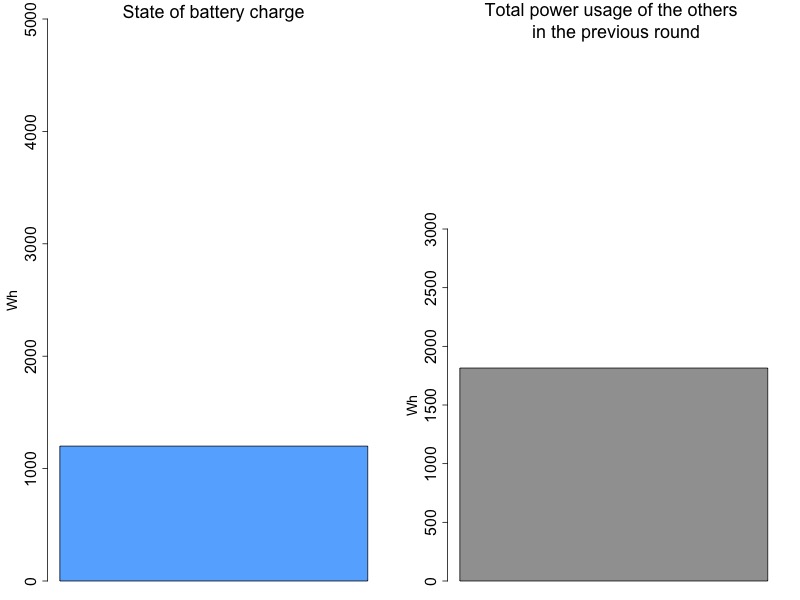 State of battery charge
Wh
5000
4000
3000
2000
1000
0
Total power usage of the others
in the previous round
Wh
3000
2500
2000
1500
1000
500
0